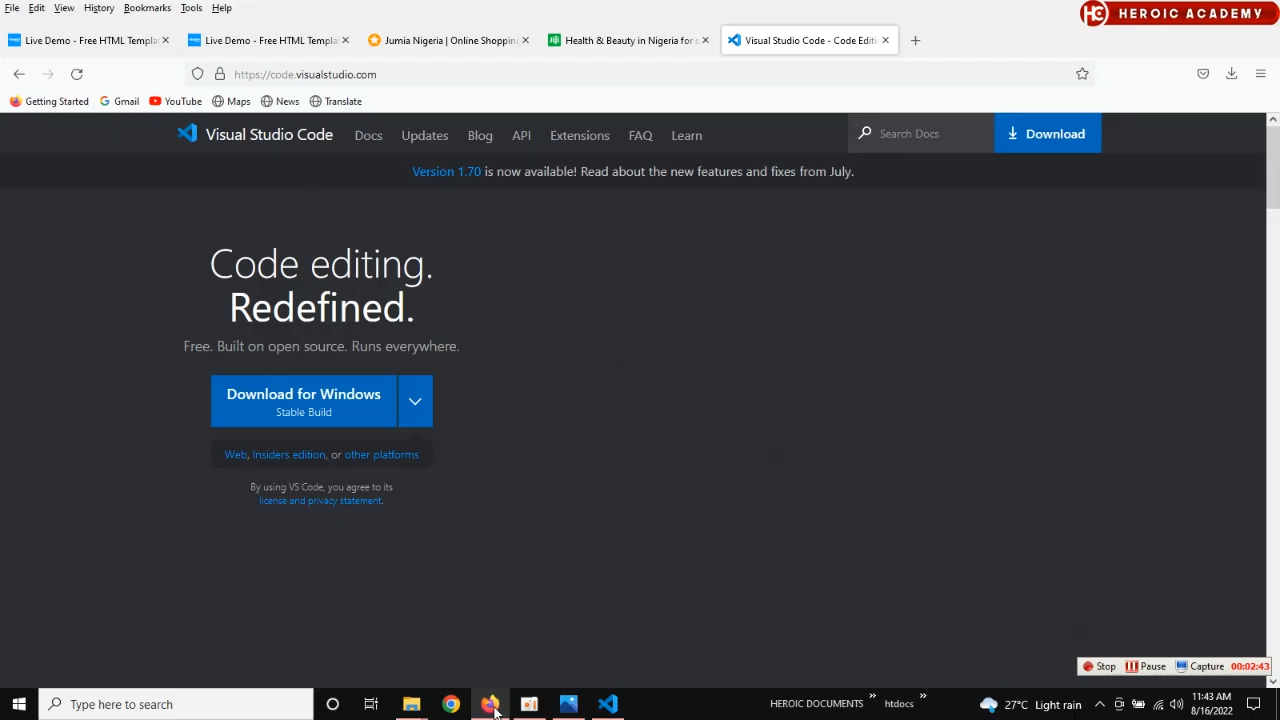 File Edit View History Bookmarks Tools Help
HC HEROIC ACADEMY
Live Demo - Free HTML Templa Live Demo - Free HTML Templa Jumia Nigeria | Online Shoppin Health & Beauty in Nigeria for s Visual Studio Code - Code Edit
https://code.visualstudio.com
Getting Started Gmail YouTube Maps News Translate
Visual Studio Code Docs Updates Blog API Extensions FAQ Learn Search Docs Download
Version 1.70 is now available! Read about the new features and fixes from July.
Code editing.
Redefined.
Free. Built on open source. Runs everywhere.
Download for Windows
Stable Build
Web, Insiders edition, or other platforms
By using VS Code, you agree to its
license and privacy statement.
Stop Pause Capture 00:02:43
Type here to search HEROIC DOCUMENTS » htdocs » 27°C Light rain 11:43 AM
8/16/2022